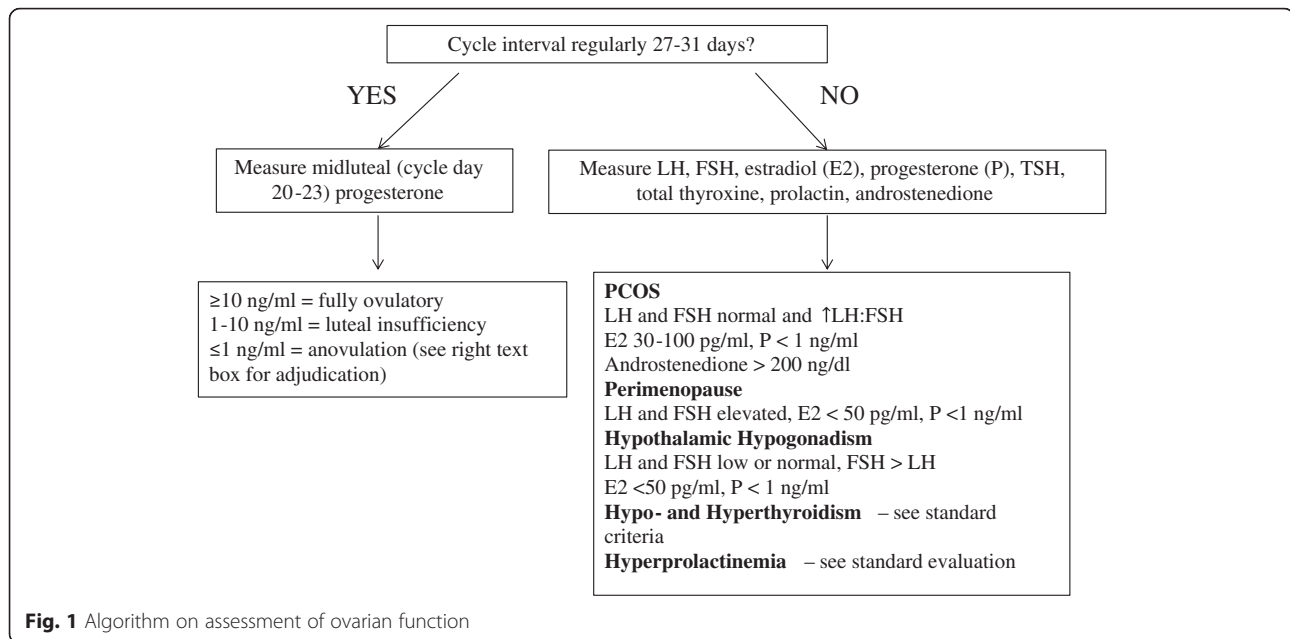 Cycle interval regularly 27-31 days?
YES
NO
Measure midluteal (cycle day
20-23) progesterone
Measure LH, FSH, estradiol (E2), progesterone (P), TSH,
total thyroxine, prolactin, androstenedione
≥10 ng/ml = fully ovulatory
1-10 ng/ml = luteal insufficiency
≤1 ng/ml = anovulation (see right text
box for adjudication)
PCOS
LH and FSH normal and ↑LH:FSH
E2 30-100 pg/ml, P < 1 ng/ml
Androstenedione > 200 ng/dl
Perimenopause
LH and FSH elevated, E2 < 50 pg/ml, P <1 ng/ml
Hypothalamic Hypogonadism
LH and FSH low or normal, FSH > LH
E2 <50 pg/ml, P < 1 ng/ml
Hypo- and Hyperthyroidism – see standard
criteria
Hyperprolactinemia – see standard evaluation
Fig. 1 Algorithm on assessment of ovarian function